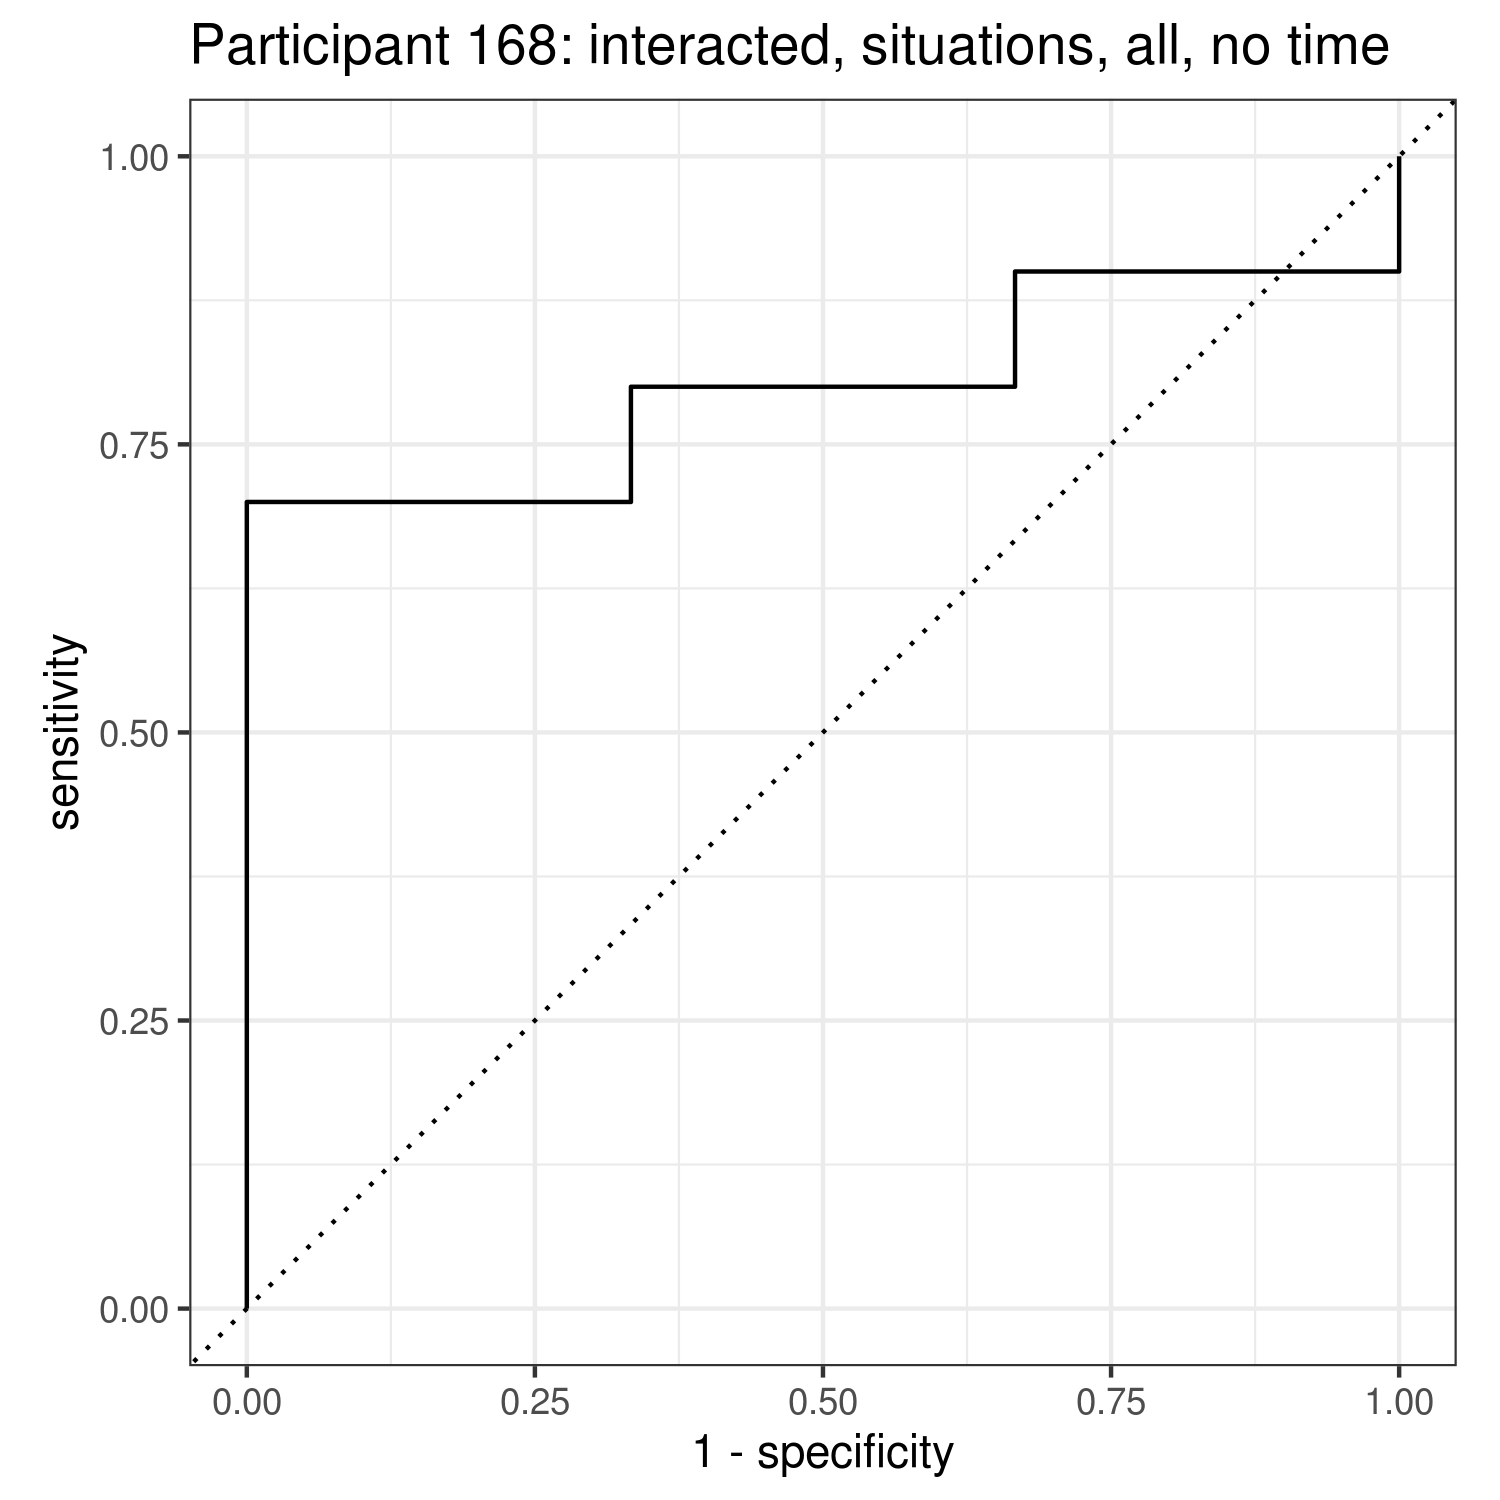 Participant 168: interacted, situations, all, no time
1.00
0.75
0.50
0.25
0.00
sensitivity
0.00 0.25 0.50 0.75 1.00
1 - specificity